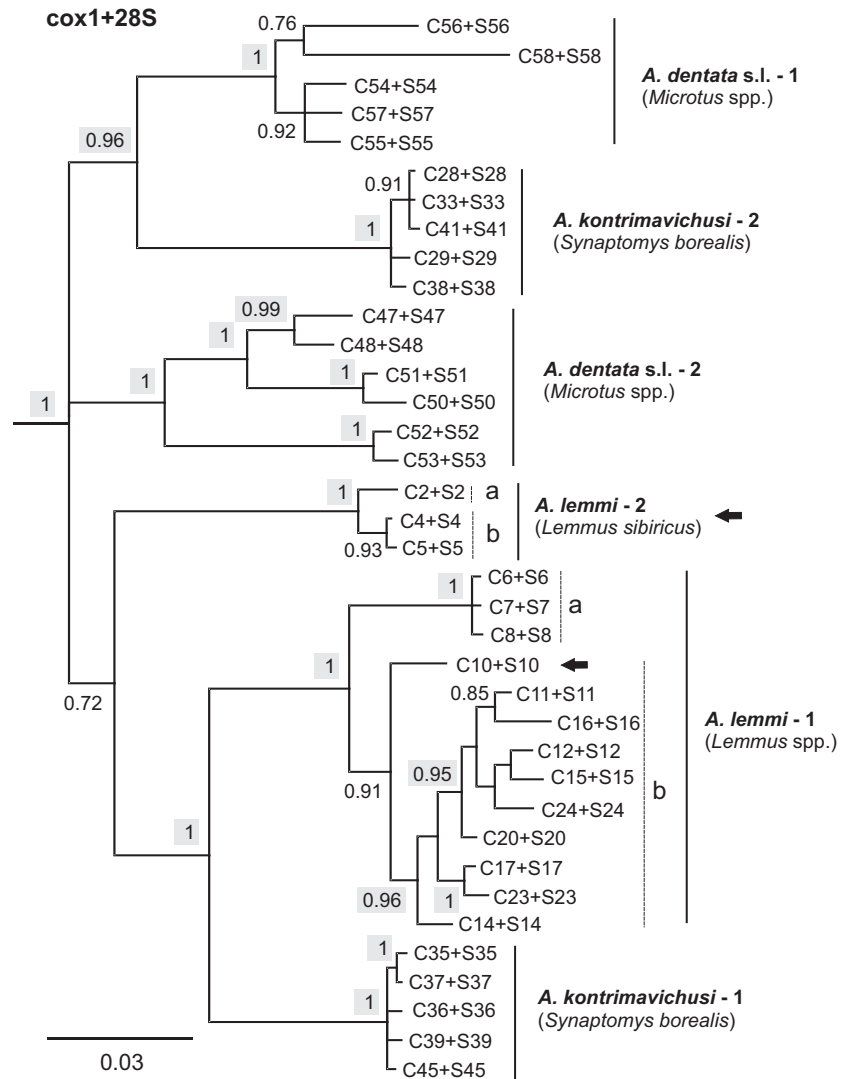 cox1+28S
0.76
C56+S56
1
C58+S58
C54+S54
C57+S57
0.92
C55+S55
A. dentata s.l. - 1
(Microtus spp.)
0.96
C28+S28
0.91
C33+S33
1
C41+S41
C29+S29
C38+S38
A. kontrimavichusi - 2
(Synaptomys borealis)
0.99
C47+S47
1
C48+S48
1
C51+S51
1
C50+S50
1
C52+S52
C53+S53
A. dentata s.l. - 2
(Microtus spp.)
1
1
C2+S2
a
C4+S4
b
0.93
C5+S5
A. lemmi - 2
(Lemmus sibiricus)
1
C6+S6
C7+S7
a
C8+S8
1
C10+S10
0.72
0.85
C11+S11
C16+S16
C12+S12
0.95
C15+S15
b
0.91
C24+S24
C20+S20
1
C17+S17
0.96
1
C23+S23
C14+S14
A. lemmi - 1
(Lemmus spp.)
1
C35+S35
C37+S37
1
C36+S36
C39+S39
C45+S45
A. kontrimavichusi - 1
(Synaptomys borealis)
0.03